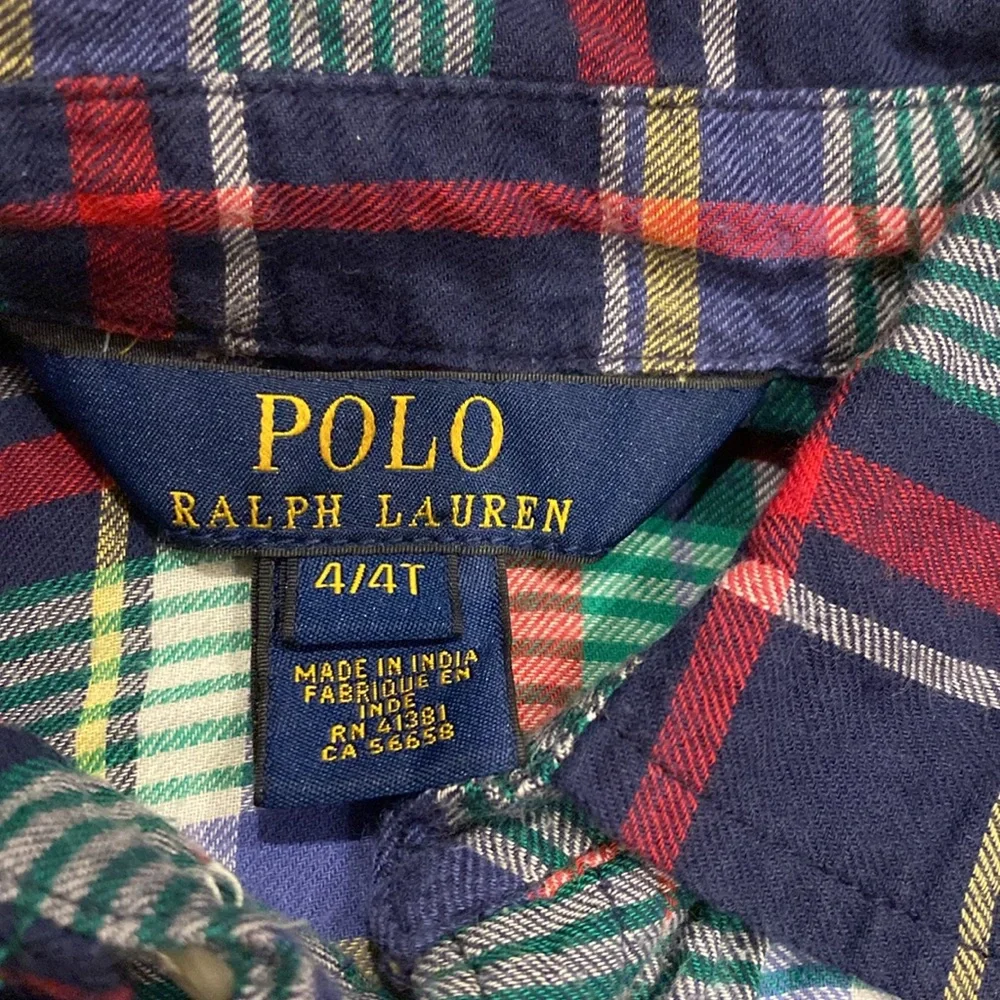 POLO
RALPH LAUREN
4/4T
MADE IN INDIA
FABRIQUE EN
INDE
RN 41381
CA 56658